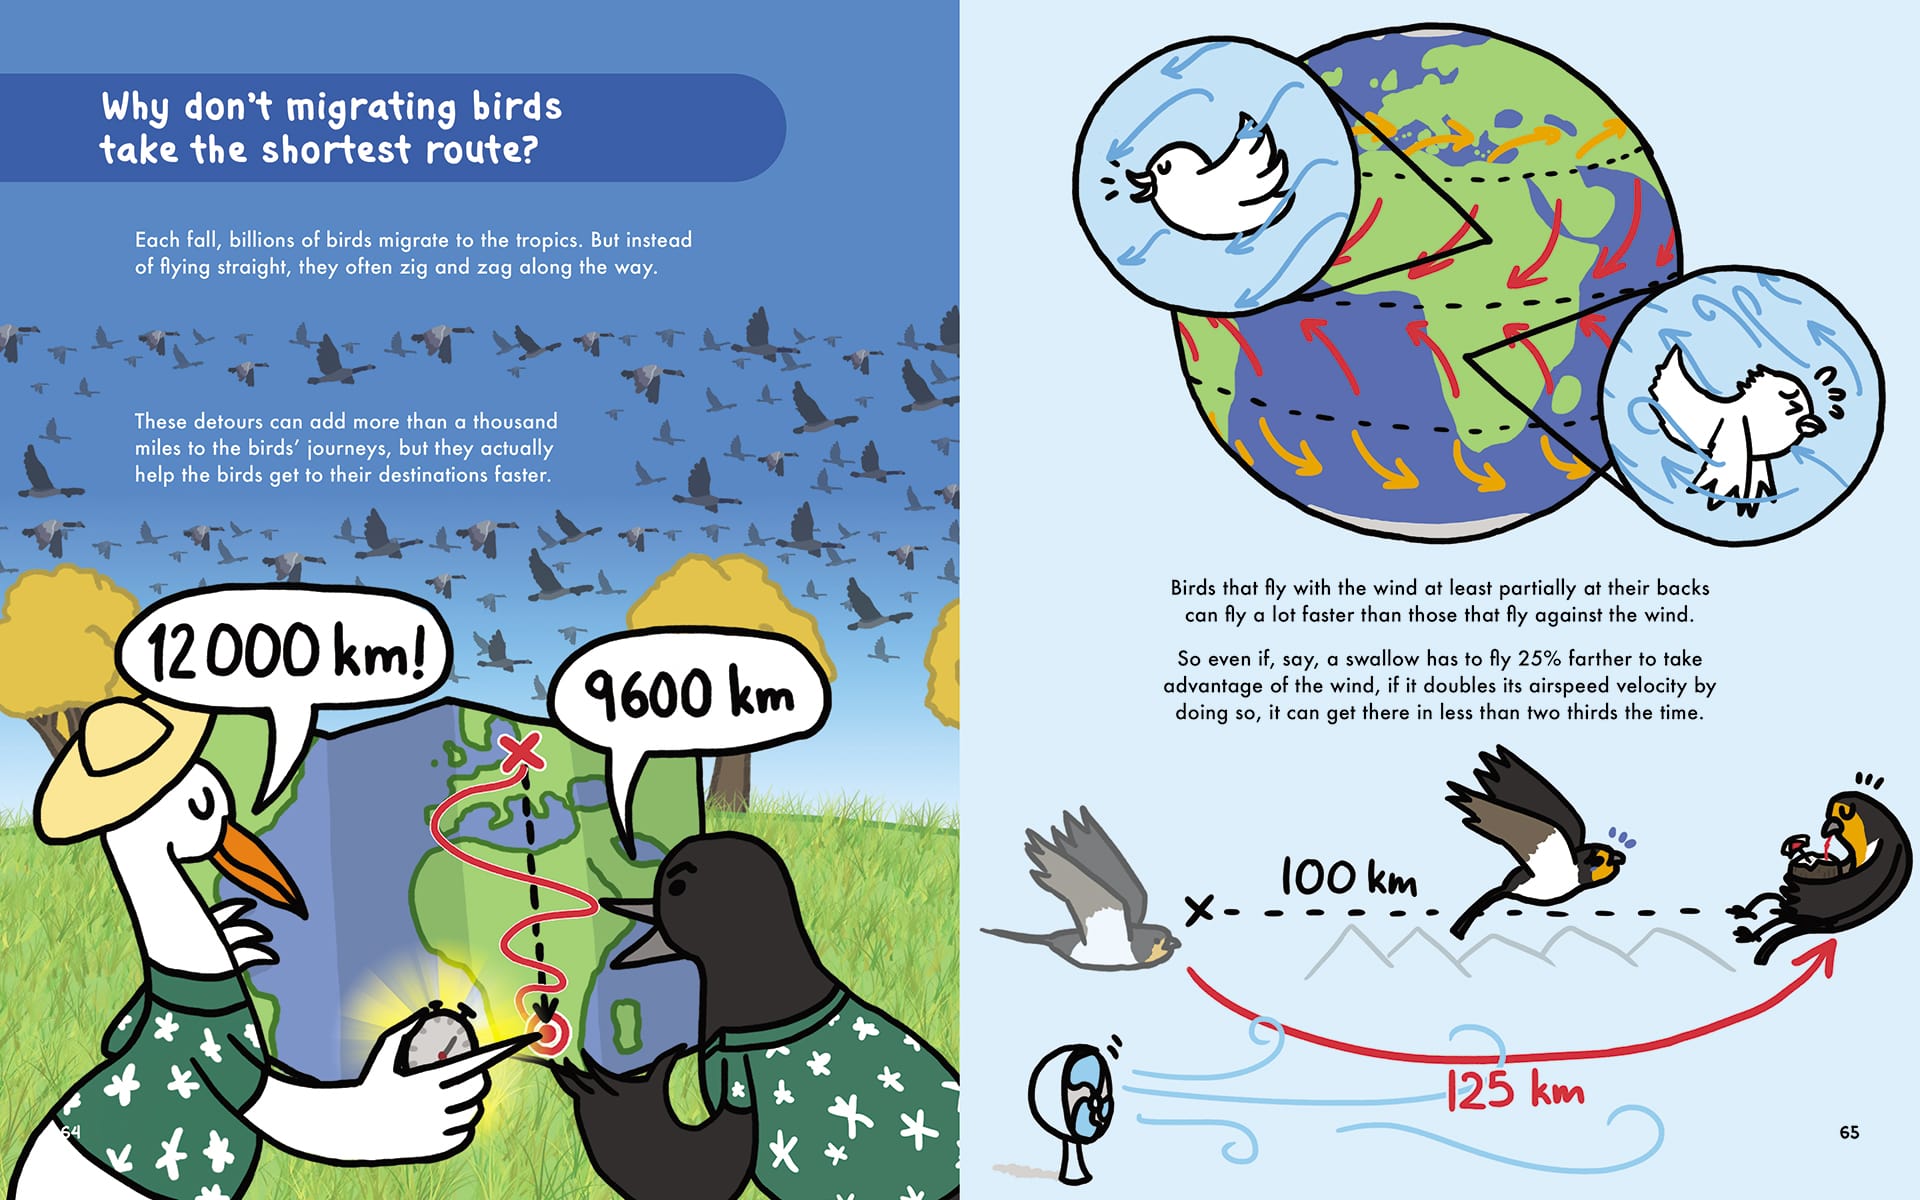 Why don't migrating birds
take the shortest route?
Each fall, billions of birds migrate to the tropics. But instead
of flying straight, they often zig and zag along the way.
These detours can add more than a thousand
miles to the birds' journeys, but they actually
help the birds get to their destinations faster.
12 000 km!
9600 km
64
Birds that fly with the wind at least partially at their backs
can fly a lot faster than those that fly against the wind.
So even if, say, a swallow has to fly 25% farther to take
advantage of the wind, if it doubles its airspeed velocity by
doing so, it can get there in less than two thirds the time.
100 km
125 km
65